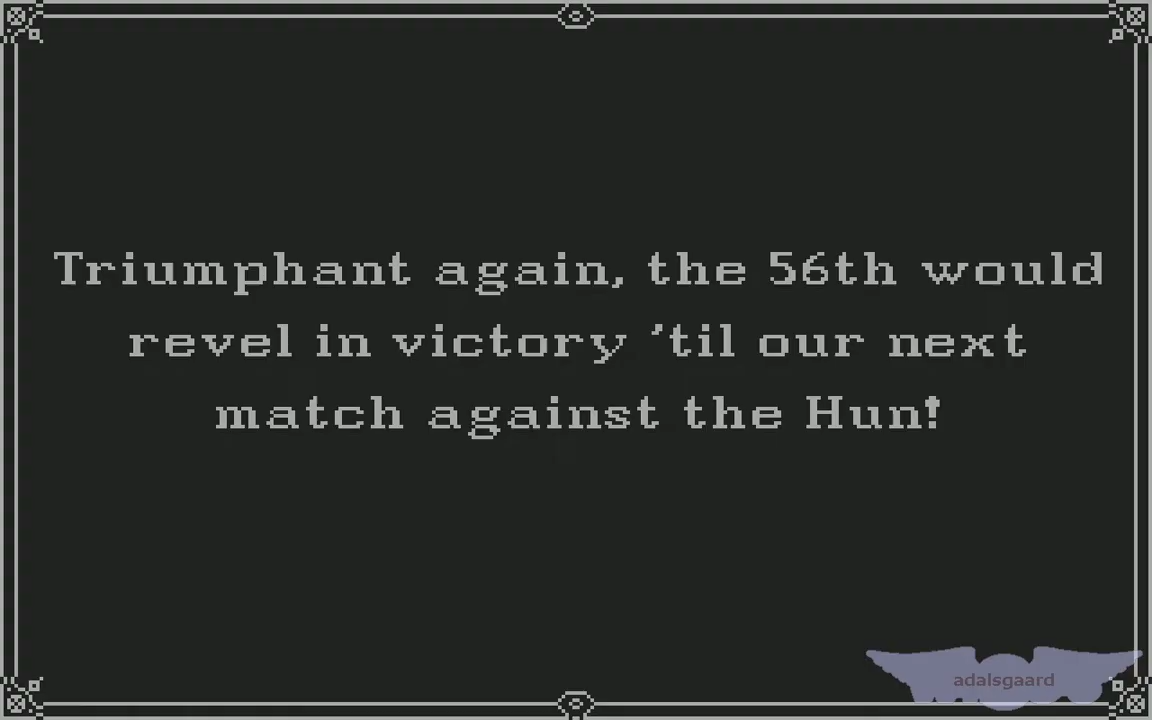 Triumphant again, the 56th would
revel in victory 'til our next
match against the Hun!
adalsgaard